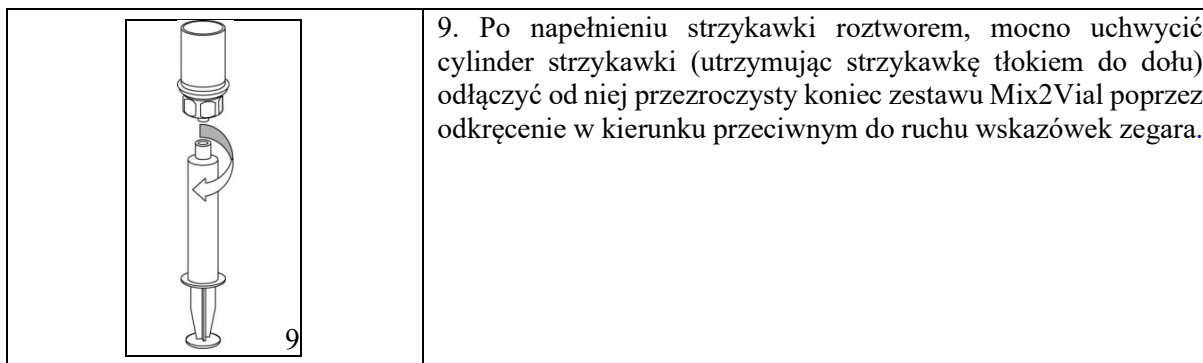 9. Po napełnieniu strzykawki roztworem, mocno uchwycić
cylinder strzykawki (utrzymując strzykawkę tłokiem do dołu)
odłączyć od niej przezroczysty koniec zestawu Mix2Vial poprzez
odkręcenie w kierunku przeciwnym do ruchu wskazówek zegara.
9